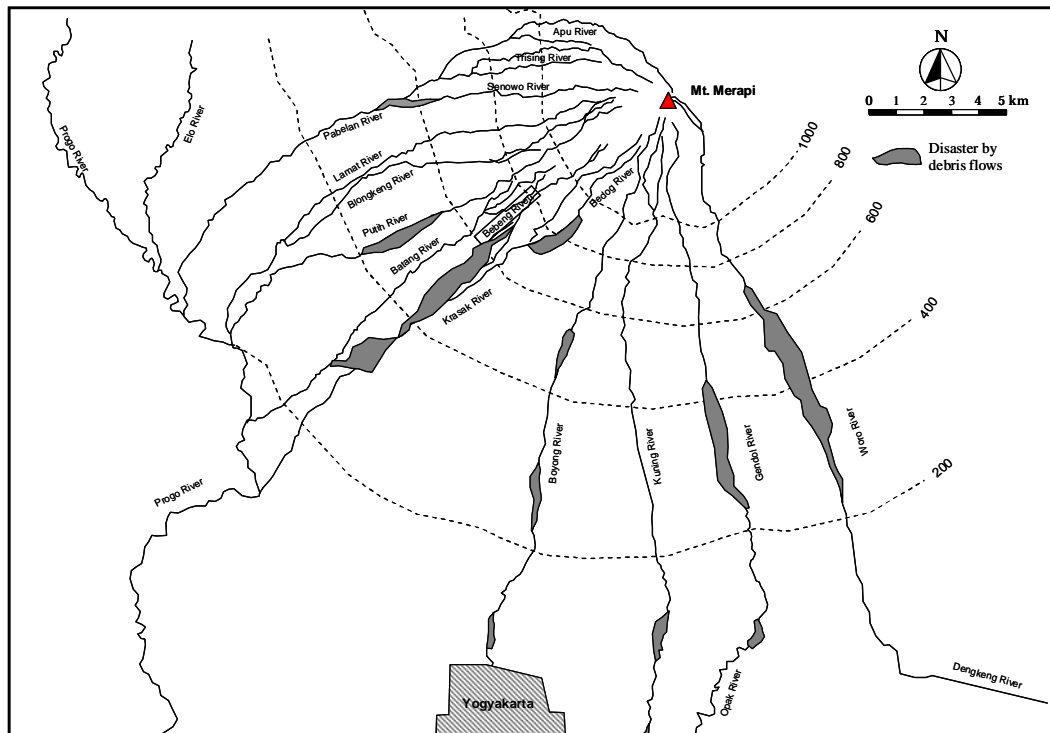 Apu River
Trising River
Senowo River
Pabelan River
Lamat River
Blongkeng River
Putih River
Batang River
Bebeng River
Krasak River
Bedog River
Progo River
Elo River
Mt. Merapi
N
0 1 2 3 4 5 km
Disaster by
debris flows
1000
800
600
400
200
Boyong River
Kuning River
Gendol River
Woro River
Progo River
Opak River
Dengkeng River
Yogyakarta